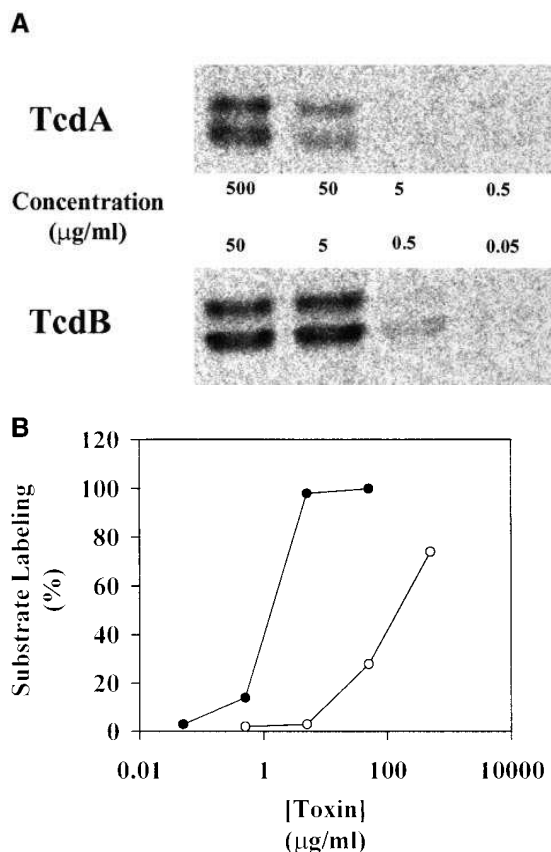 A
TcdA
500 50 5 0.5
Concentration
(μg/ml)
50 5 0.5 0.05
TcdB
B
120
100
80
60
40
20
0
Substrate Labeling
(%)
0.01 1 100 10000
[Toxin]
(μg/ml)